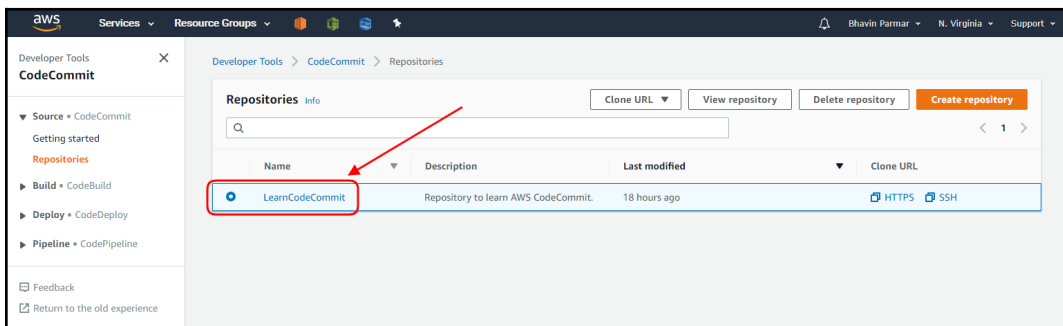 aws Services Resource Groups Bhavin Parmar N. Virginia Support
Developer Tools
CodeCommit
Source • CodeCommit
Getting started
Repositories
Build • CodeBuild
Deploy • CodeDeploy
Pipeline • CodePipeline
Feedback
Return to the old experience
Developer Tools > CodeCommit > Repositories
Repositories Info Clone URL View repository Delete repository Create repository
< 1 >
Name Description Last modified Clone URL
LearnCodeCommit Repository to learn AWS CodeCommit. 18 hours ago HTTPS SSH